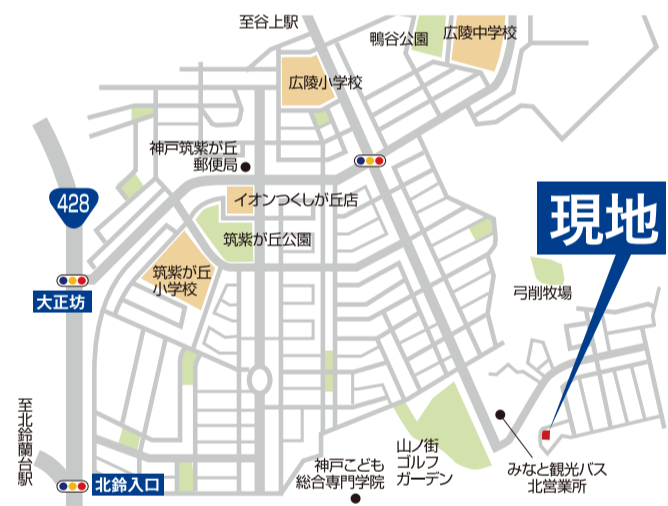 至谷上駅
鴨谷公園
広陵中学校
広陵小学校
神戸筑紫が丘
郵便局
428
イオンつくしが丘店
現地
筑紫が丘公園
筑紫が丘
小学校
弓削牧場
大正坊
至北鈴蘭台駅
山ノ街
ゴルフ
ガーデン
神戸こども
総合専門学院
みなと観光バス
北営業所
北鈴入口